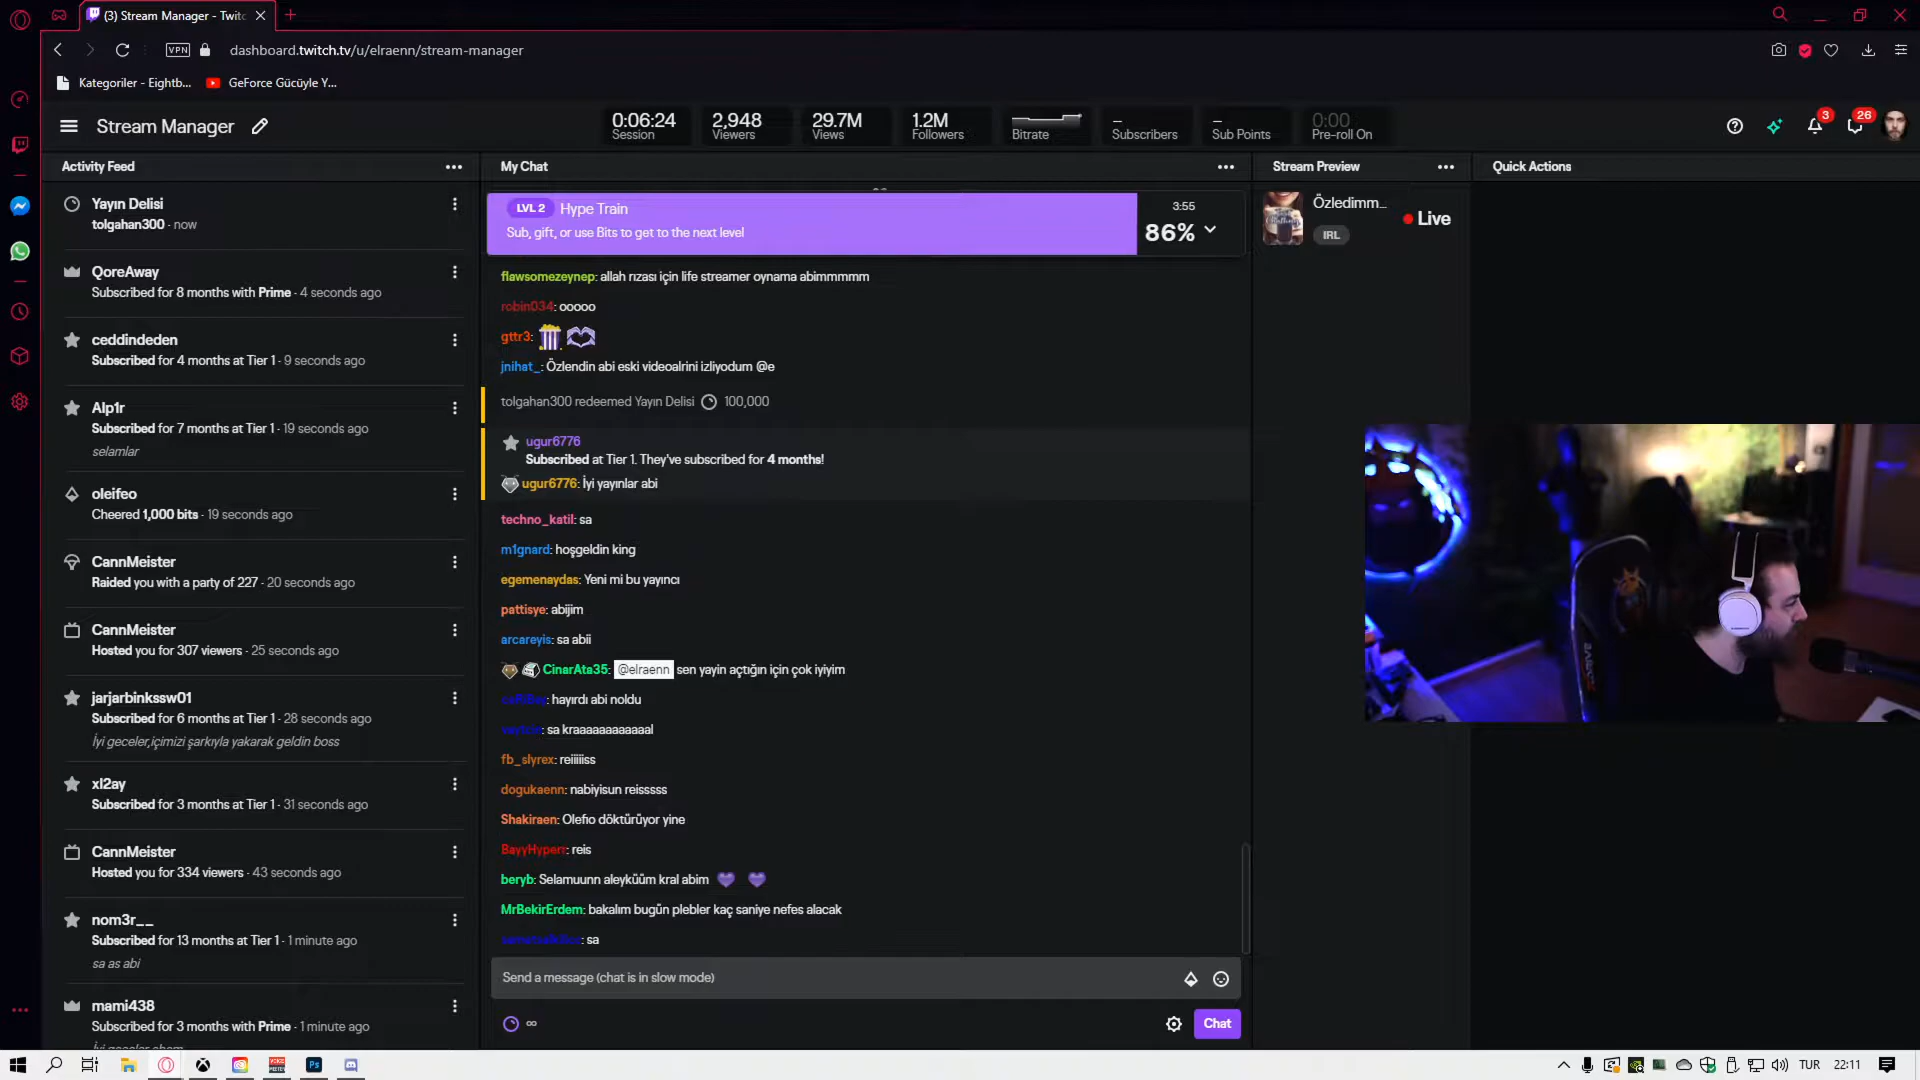 (3) Stream Manager - Twitc
VPN
dashboard.twitch.tv/u/elraenn/stream-manager
Kategoriler - Eightb...
GeForce Gücüyle Y...
Stream Manager
0:06:24
Session
2,948
Viewers
29.7M
Views
1.2M
Followers
Bitrate
–
Subscribers
–
Sub Points
0:00
Pre-roll On
3
26
Activity Feed
Yayın Delisi
tolgahan300 - now
QoreAway
Subscribed for 8 months with Prime - 4 seconds ago
ceddindeden
Subscribed for 4 months at Tier 1 - 9 seconds ago
Alp1r
Subscribed for 7 months at Tier 1 - 19 seconds ago
selamlar
oleifeo
Cheered 1,000 bits - 19 seconds ago
CannMeister
Raided you with a party of 227 - 20 seconds ago
CannMeister
Hosted you for 307 viewers - 25 seconds ago
jarjarbinkssw01
Subscribed for 6 months at Tier 1 - 28 seconds ago
İyi geceler,içimizi şarkıyla yakarak geldin boss
xl2ay
Subscribed for 3 months at Tier 1 - 31 seconds ago
CannMeister
Hosted you for 334 viewers - 43 seconds ago
nom3r__
Subscribed for 13 months at Tier 1 - 1 minute ago
sa as abi
mami438
Subscribed for 3 months with Prime - 1 minute ago
My Chat
LVL 2 Hype Train
Sub, gift, or use Bits to get to the next level
3:55
86%
flawsomezeynep: allah rızası için life streamer oynama abimmmmm
robin034: ooooo
gttr3:
jnihat_: Özlendin abi eski videoalrini izliyodum @e
tolgahan300 redeemed Yayın Delisi 100,000
ugur6776
Subscribed at Tier 1. They've subscribed for 4 months!
ugur6776: İyi yayınlar abi
techno_katil: sa
m1gnard: hoşgeldin king
egemenaydas: Yeni mi bu yayıncı
pattisye: abijim
arcareyis: sa abii
CinarAta35: @elraenn sen yayin açtığın için çok iyiyim
: hayırdı abi noldu
: sa kraaaaaaaaaaaal
fb_slyrex: reiiiiiss
dogukaenn: nabiyisun reisssss
Shakiraen: Olefıo döktürüyor yine
BayyHyperr: reis
beryb: Selamuunn aleyküüm kral abim
MrBekirErdem: bakalım bugün plebler kaç saniye nefes alacak
: sa
Send a message (chat is in slow mode)
Chat
Stream Preview
Özledimm...
IRL
Live
Quick Actions
Ps
TUR
22:11